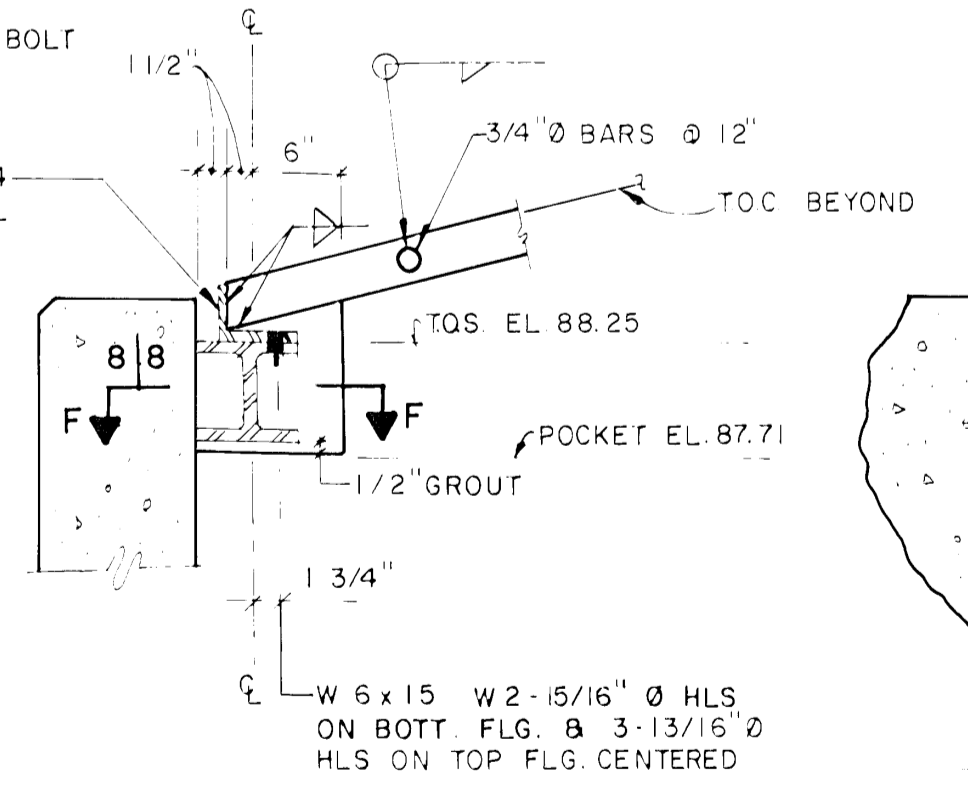 ℄
BOLT
1 1/2"
3/4"Ø BARS @ 12"
6"
4
T.O.C. BEYOND
T.O.S. EL. 88.25
8 8
F F
POCKET EL. 87.71
1/2" GROUT
1 3/4"
℄
W 6 x 15 W 2-15/16" Ø HLS
ON BOTT. FLG. & 3-13/16"Ø
HLS ON TOP FLG. CENTERED